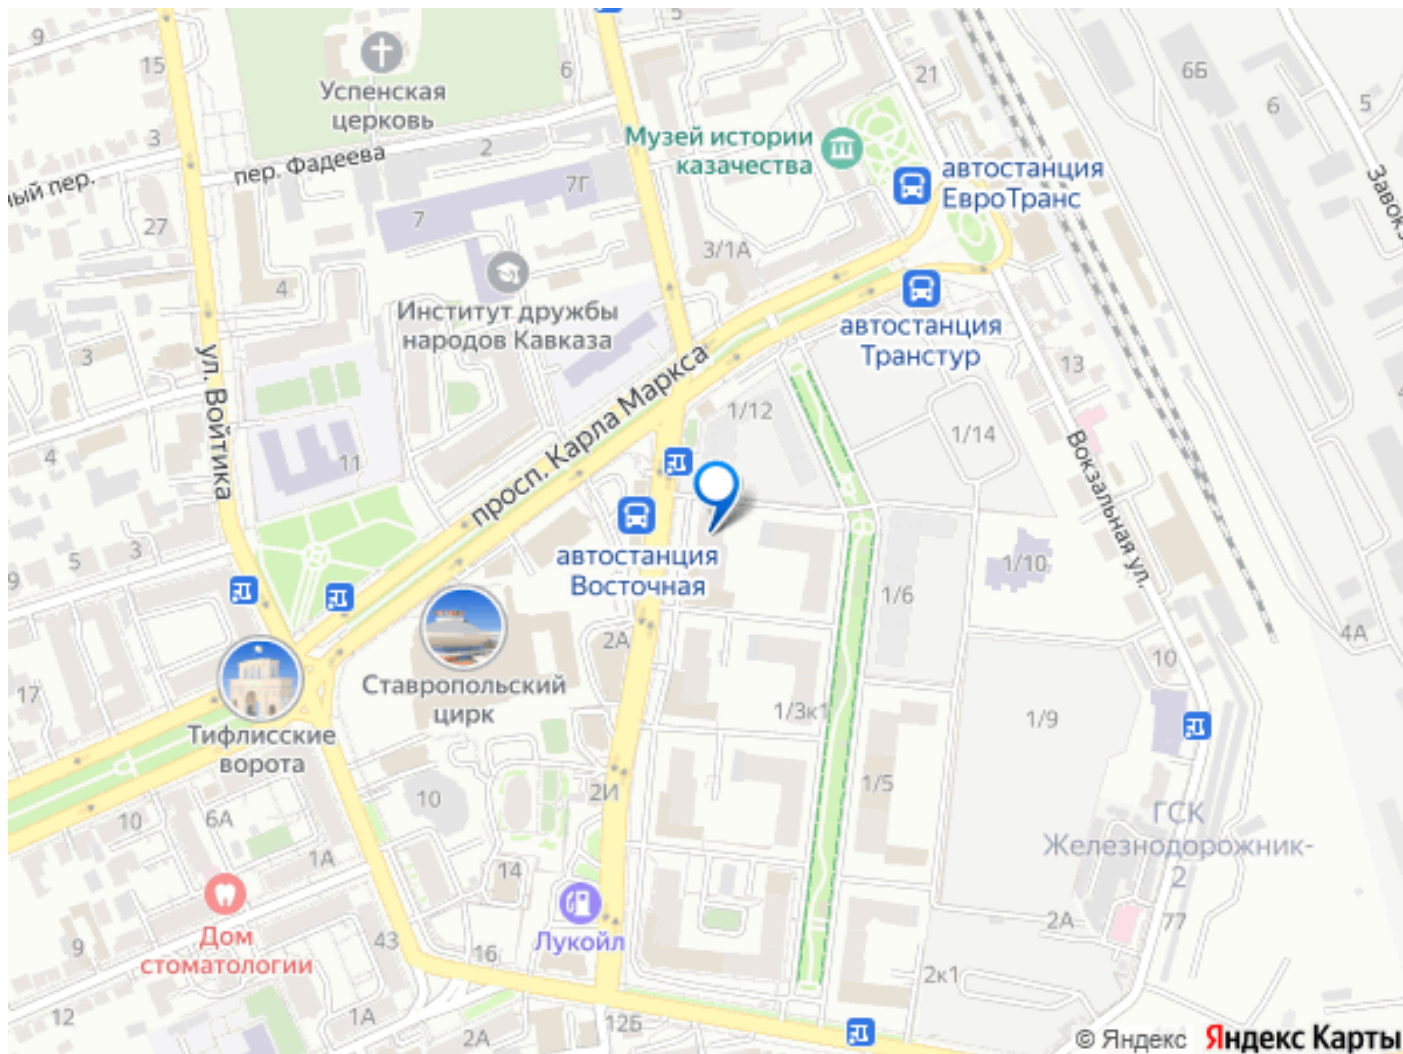 9
5
15
Успенская
церковь
6
21
6Б
6
5
3
пер. Фадеева
2
Музей истории
казачества
автостанция
ЕвроТранс
ный пер.
7Г
7
27
3/1А
4
Институт дружбы
народов Кавказа
автостанция
Транстур
3
ул. Войтика
просп. Карла Маркса
13
1/12
1/14
4
11
Вокзальная ул.
5
3
9
автостанция
Восточная
1/10
1/6
4А
2А
10
17
Ставропольский
цирк
1/3к1
1/9
Тифлисские
ворота
10
2И
1/5
10
6А
ГСК
Железнодорожник-
2
1А
14
Дом
стоматологии
Лукойл
2А
77
9
43
16
2к1
12
1А
12Б
2А
© Яндекс Яндекс Карты